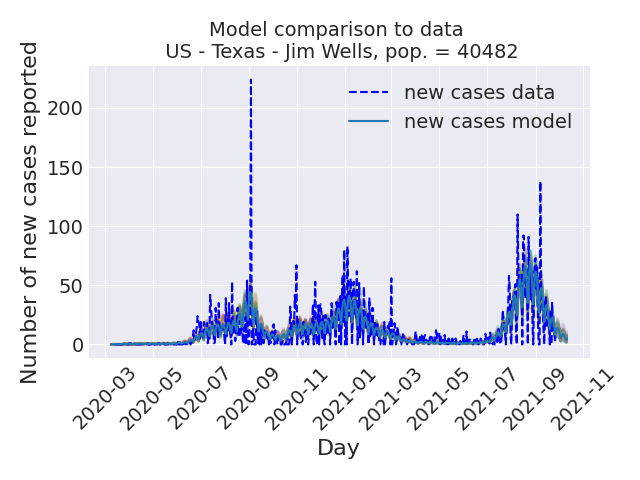 Model comparison to data
US - Texas - Jim Wells, pop. = 40482
Number of new cases reported
200
150
100
50
0
new cases data
new cases model
2020-03
2020-05
2020-07
2020-09
2020-11
2021-01
2021-03
2021-05
2021-07
2021-09
2021-11
Day